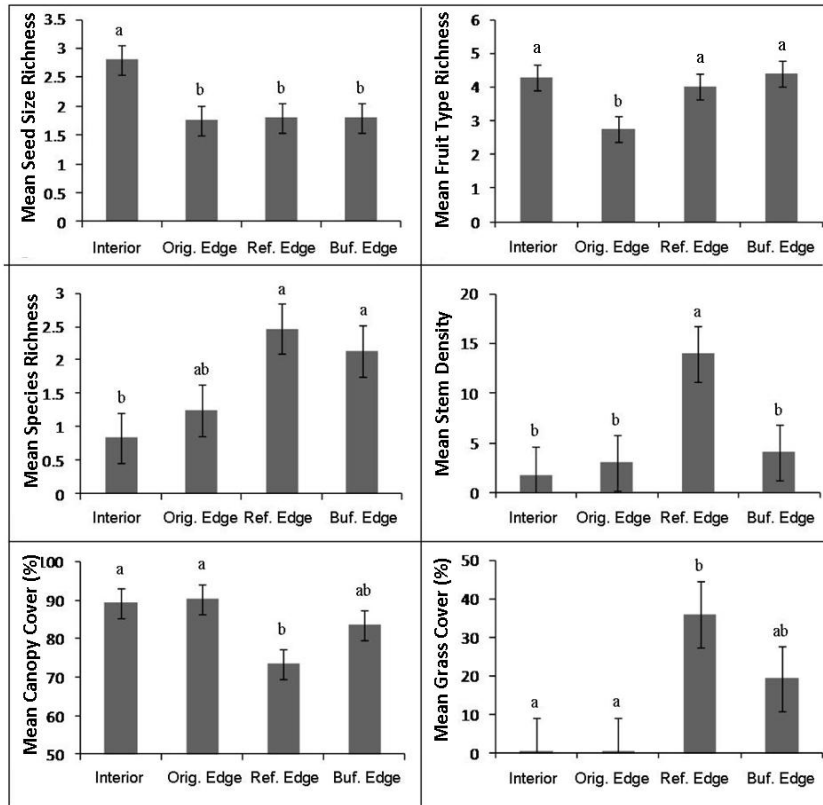 Mean Seed Size Richness
3.5
3
2.5
2
1.5
1
0.5
0
a
b
b
b
Interior Orig. Edge Ref. Edge Buf. Edge
Mean Fruit Type Richness
6
5
4
3
2
1
0
a
b
a
a
Interior Orig. Edge Ref. Edge Buf. Edge
Mean Species Richness
3
2.5
2
1.5
1
0.5
0
b
ab
a
a
Interior Orig. Edge Ref. Edge Buf. Edge
Mean Stem Density
20
15
10
5
0
b
b
a
b
Interior Orig. Edge Ref. Edge Buf. Edge
Mean Canopy Cover (%)
100
90
80
70
60
50
a
a
b
ab
Interior Orig. Edge Ref. Edge Buf. Edge
Mean Grass Cover (%)
50
40
30
20
10
0
a
a
b
ab
Interior Orig. Edge Ref. Edge Buf. Edge